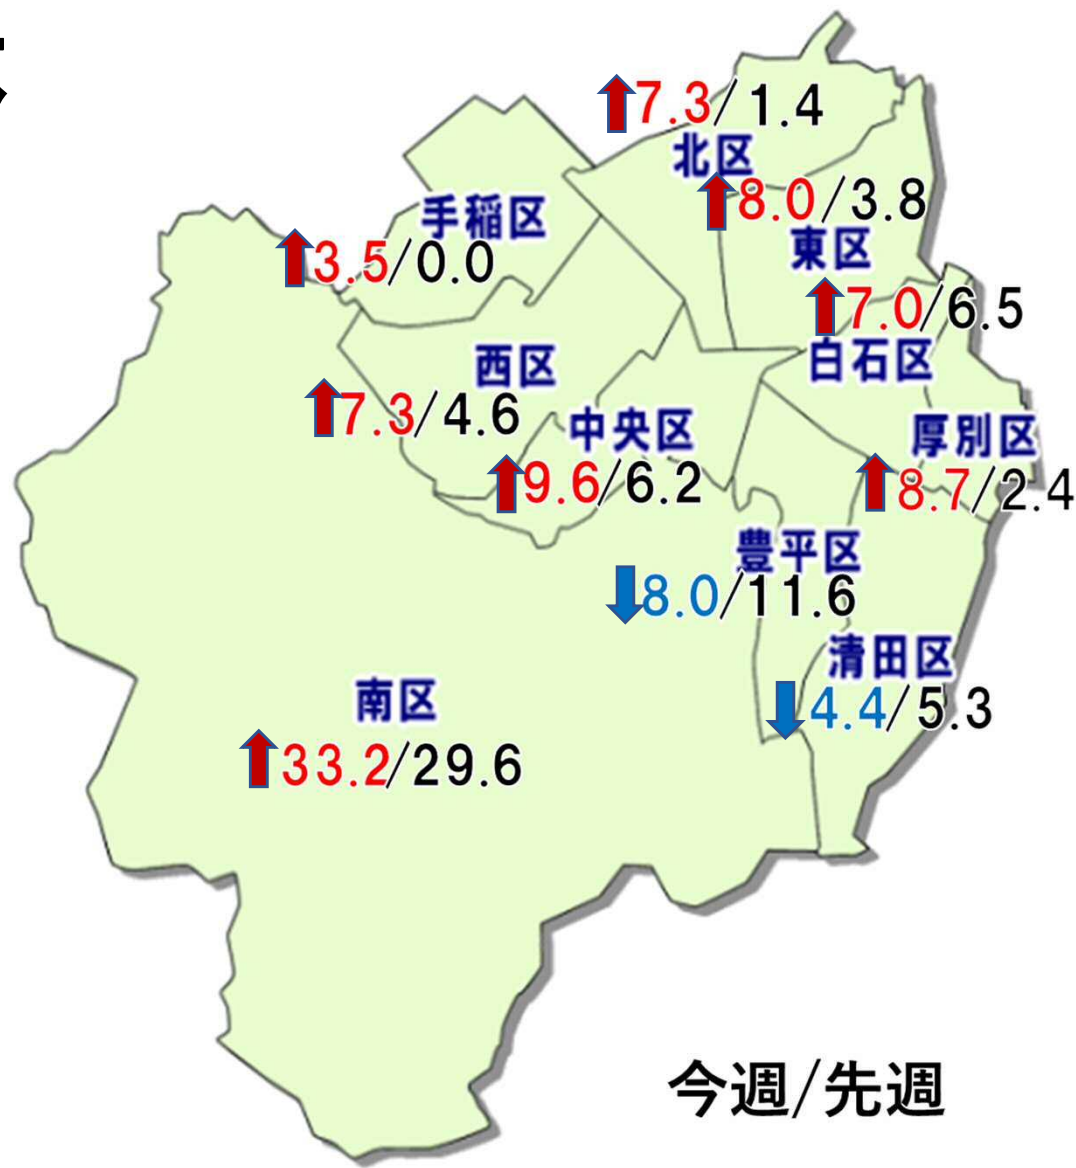 7.3/1.4
北区
8.0/3.8
手稲区
東区
3.5/0.0
7.0/6.5
西区
白石区
7.3/4.6
中央区
厚別区
9.6/6.2
8.7/2.4
豊平区
8.0/11.6
清田区
南区
4.4/5.3
33.2/29.6
今週/先週